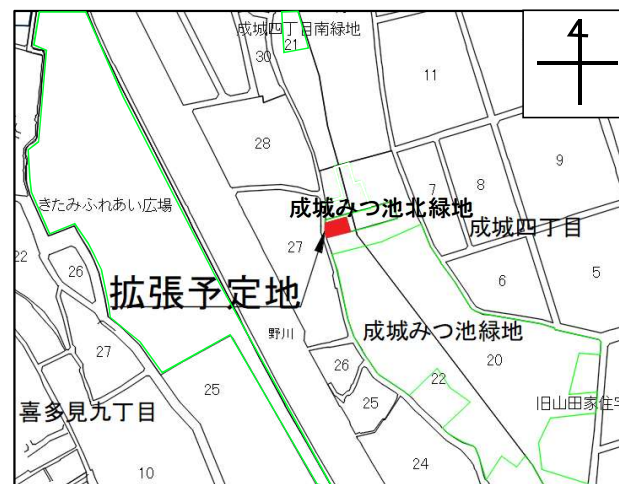 成城四丁目南緑地
21
30
11
28
9
8
7
きたみふれあい広場
成城みつ池北緑地
成城四丁目
27
22
26
6
5
拡張予定地
成城みつ池緑地
野川
20
27
26
22
25
25
旧山田家住宅
喜多見九丁目
24
10